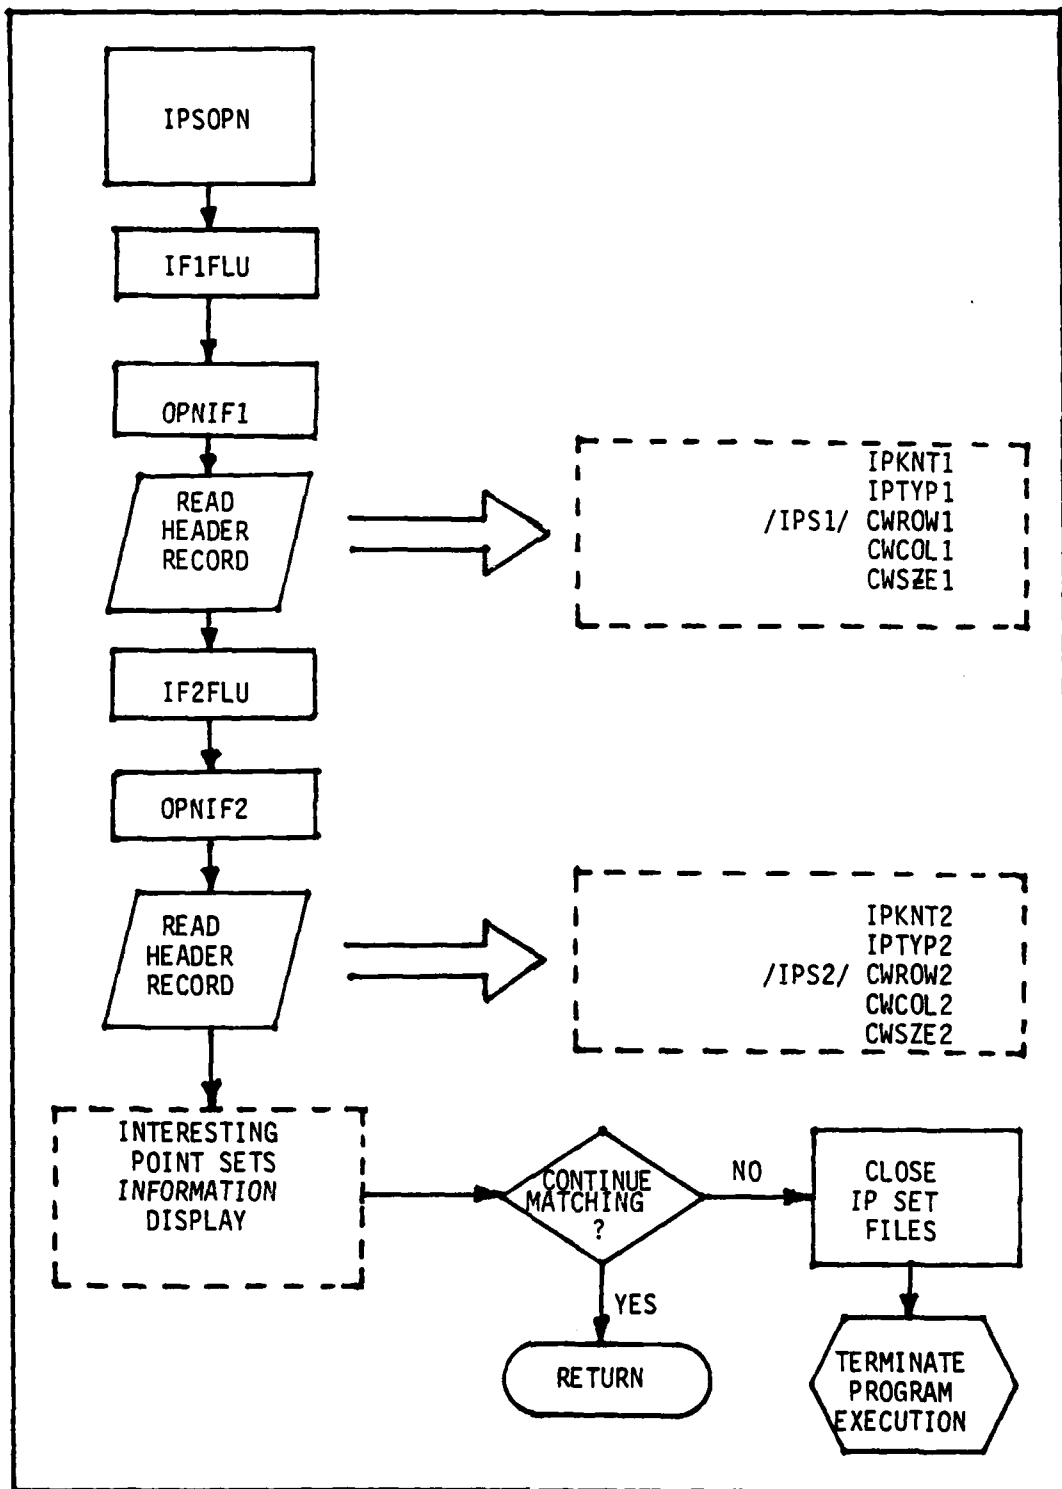 IPSOPN
IF1FLU
OPNIF1
READ
HEADER
RECORD
IPKNT1
IPTYP1
/IPS1/ CWROW1
CWCOL1
CWSZE1
IF2FLU
OPNIF2
READ
HEADER
RECORD
IPKNT2
IPTYP2
/IPS2/ CWROW2
CWCOL2
CWSZE2
INTERESTING
POINT SETS
INFORMATION
DISPLAY
CONTINUE
MATCHING
?
NO
CLOSE
IP SET
FILES
YES
RETURN
TERMINATE
PROGRAM
EXECUTION